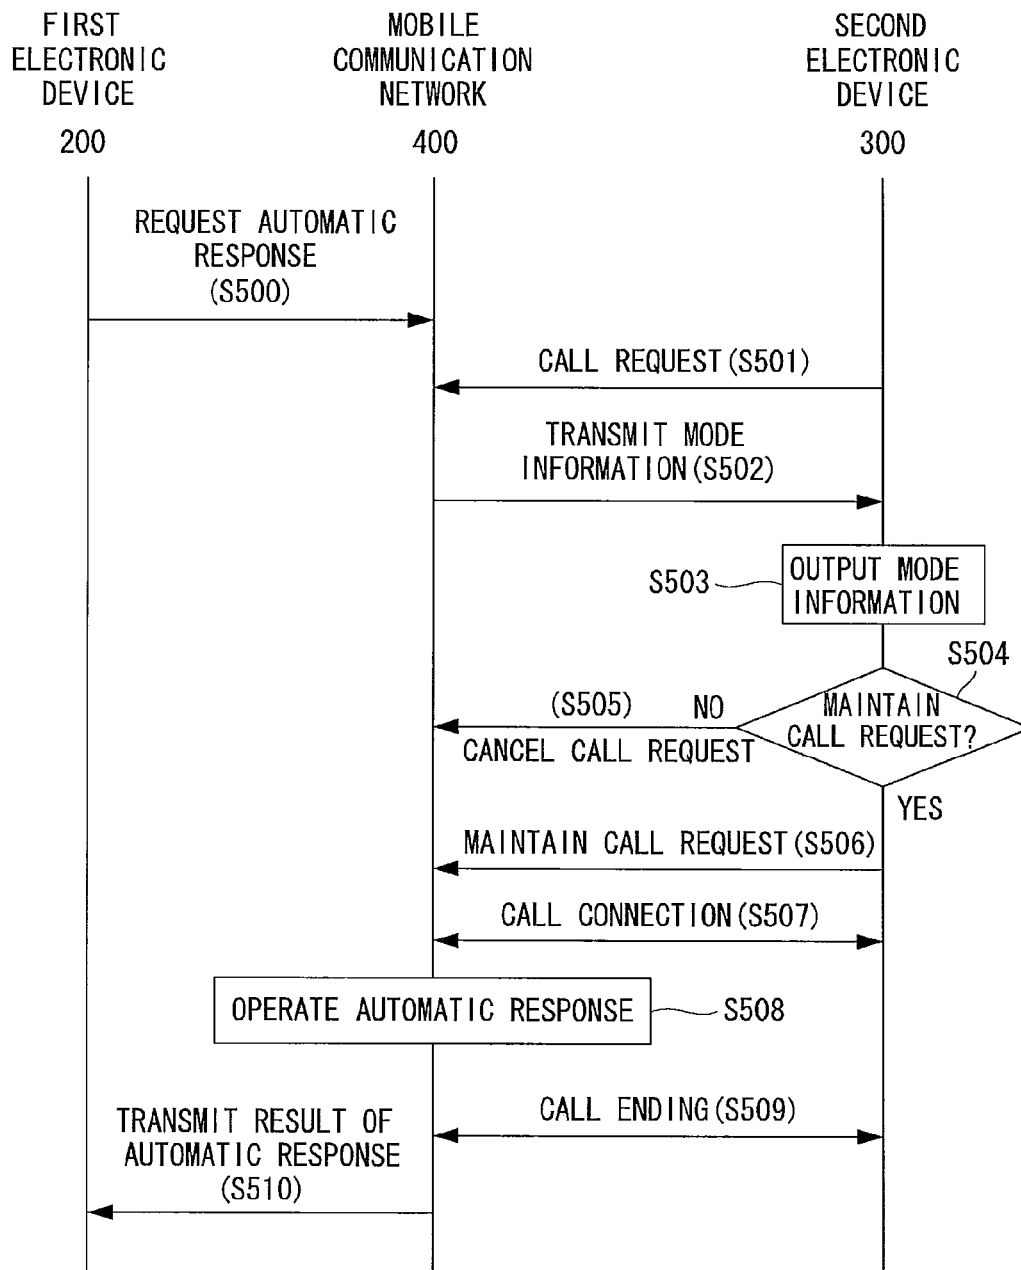 FIRST
ELECTRONIC
DEVICE
200
MOBILE
COMMUNICATION
NETWORK
400
SECOND
ELECTRONIC
DEVICE
300
REQUEST AUTOMATIC
RESPONSE
(S500)
CALL REQUEST(S501)
TRANSMIT MODE
INFORMATION(S502)
S503
OUTPUT MODE
INFORMATION
S504
MAINTAIN
CALL REQUEST?
(S505)
NO
CANCEL CALL REQUEST
YES
MAINTAIN CALL REQUEST(S506)
CALL CONNECTION(S507)
OPERATE AUTOMATIC RESPONSE
S508
CALL ENDING(S509)
TRANSMIT RESULT OF
AUTOMATIC RESPONSE
(S510)